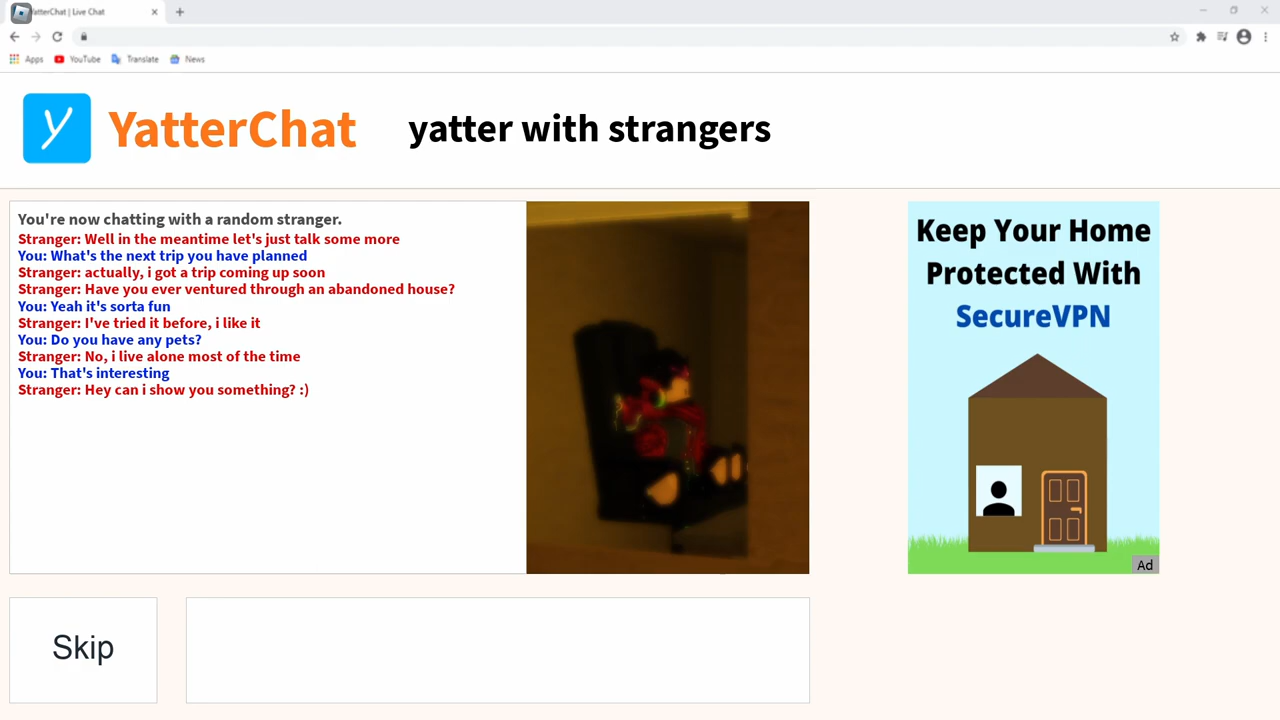 YatterChat | Live Chat
Apps
YouTube
Translate
News
y
YatterChat
yatter with strangers
You're now chatting with a random stranger.
Stranger: Well in the meantime let's just talk some more
You: What's the next trip you have planned
Stranger: actually, i got a trip coming up soon
Stranger: Have you ever ventured through an abandoned house?
You: Yeah it's sorta fun
Stranger: I've tried it before, i like it
You: Do you have any pets?
Stranger: No, i live alone most of the time
You: That's interesting
Stranger: Hey can i show you something? :)
Keep Your Home
Protected With
SecureVPN
Ad
Skip